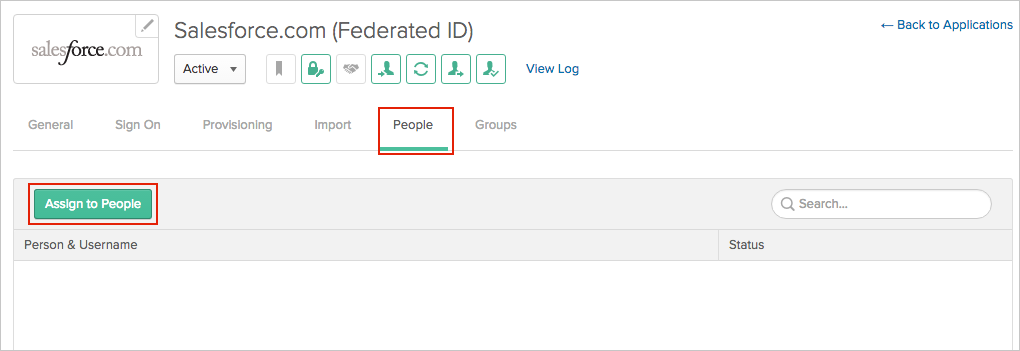 salesforce.com
Salesforce.com (Federated ID)
← Back to Applications
Active
View Log
General Sign On Provisioning Import People Groups
Assign to People
Search...
Person & Username Status